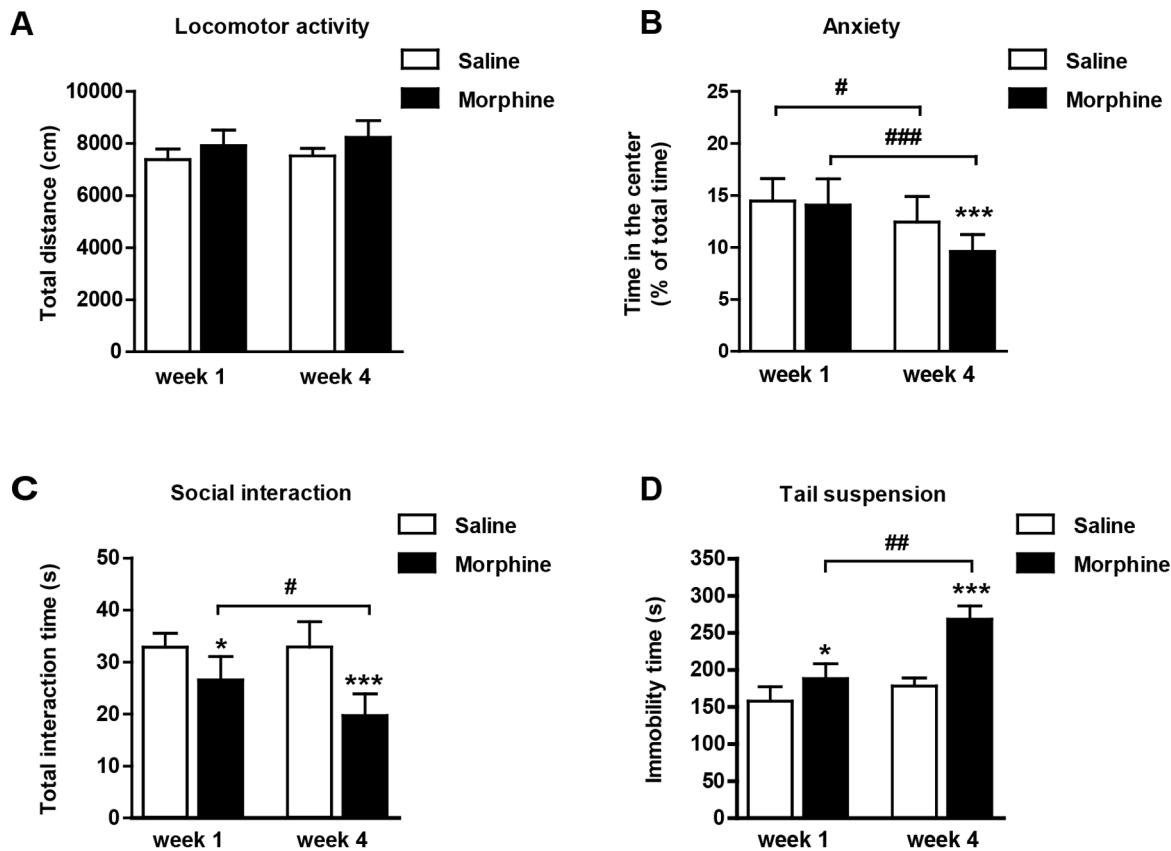 A
Locomotor activity
Saline
Morphine
Total distance (cm)
10000
8000
6000
4000
2000
0
week 1
week 4
B
Anxiety
Saline
Morphine
Time in the center
(% of total time)
25
20
15
10
5
0
#
###
***
week 1
week 4
C
Social interaction
Saline
Morphine
Total interaction time (s)
50
40
30
20
10
0
#
*
***
week 1
week 4
D
Tail suspension
Saline
Morphine
Immobility time (s)
350
300
250
200
150
100
50
0
##
*
***
week 1
week 4